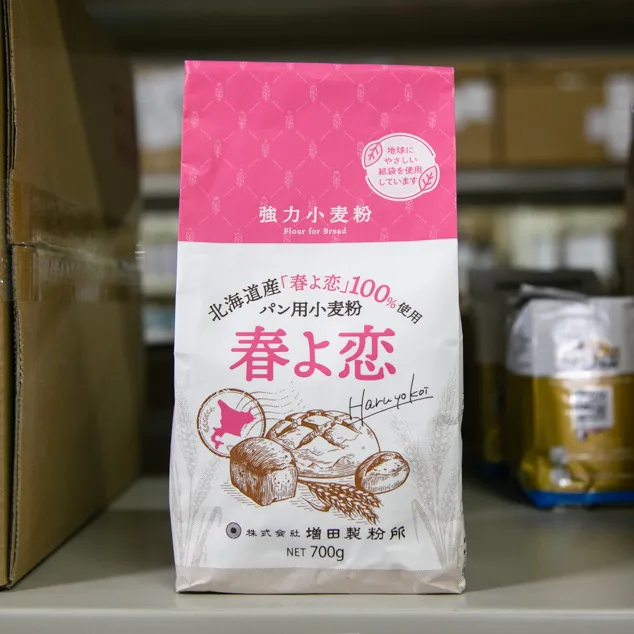 地球に
やさしい
紙袋を使用
しています
強力小麦粉
Flour for Bread
北海道産「春よ恋」100%使用
パン用小麦粉
春よ恋
Haruyokoi
株式会社 増田製粉所
NET 700g